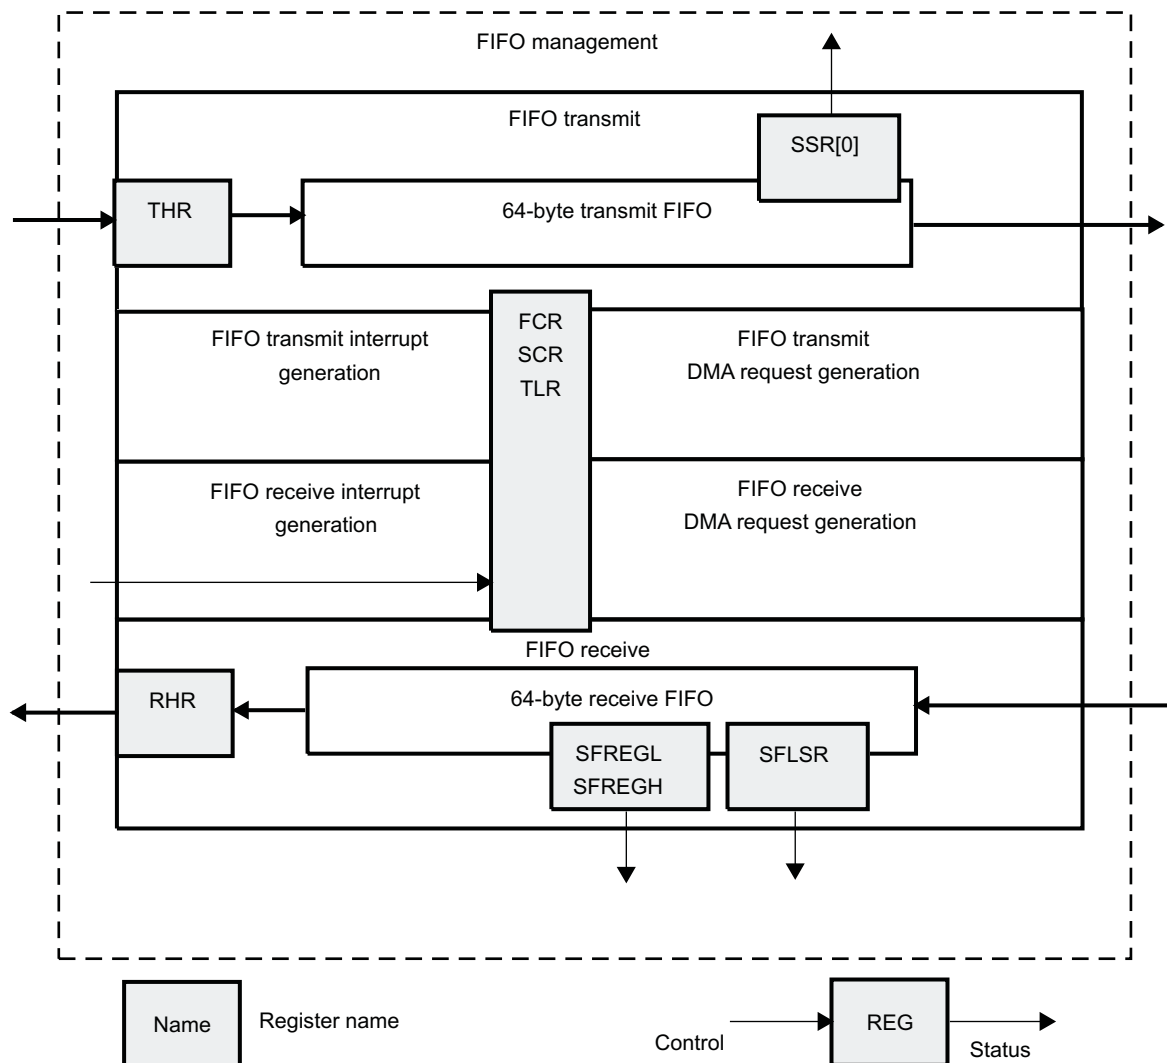 FIFO management
FIFO transmit
SSR[0]
THR
64-byte transmit FIFO
FCR
SCR
TLR
FIFO transmit interrupt
generation
FIFO transmit
DMA request generation
FIFO receive interrupt
generation
FIFO receive
DMA request generation
FIFO receive
RHR
64-byte receive FIFO
SFREGL
SFREGH
SFLSR
Name
Register name
Control
REG
Status